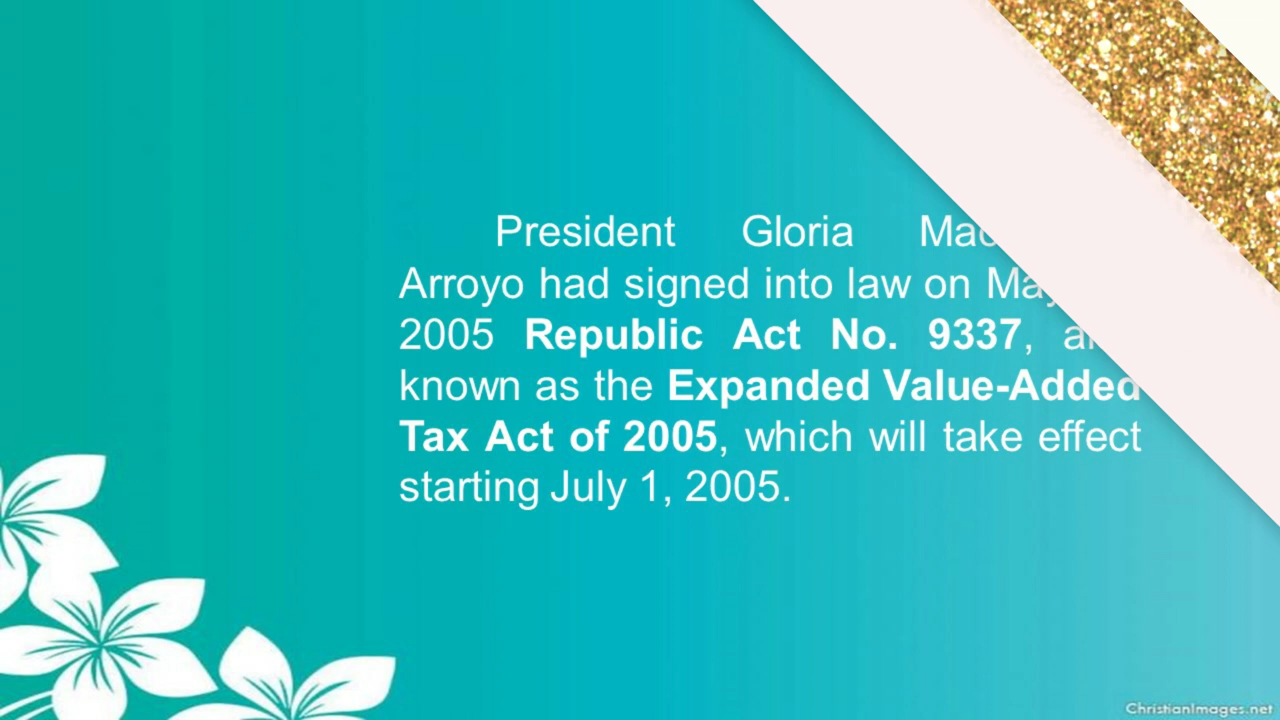 President Gloria
Arroyo had signed into law on
2005 Republic Act No. 9337,
known as the Expanded Value-Added
Tax Act of 2005, which will take effect
starting July 1, 2005.
ChristianImages.net